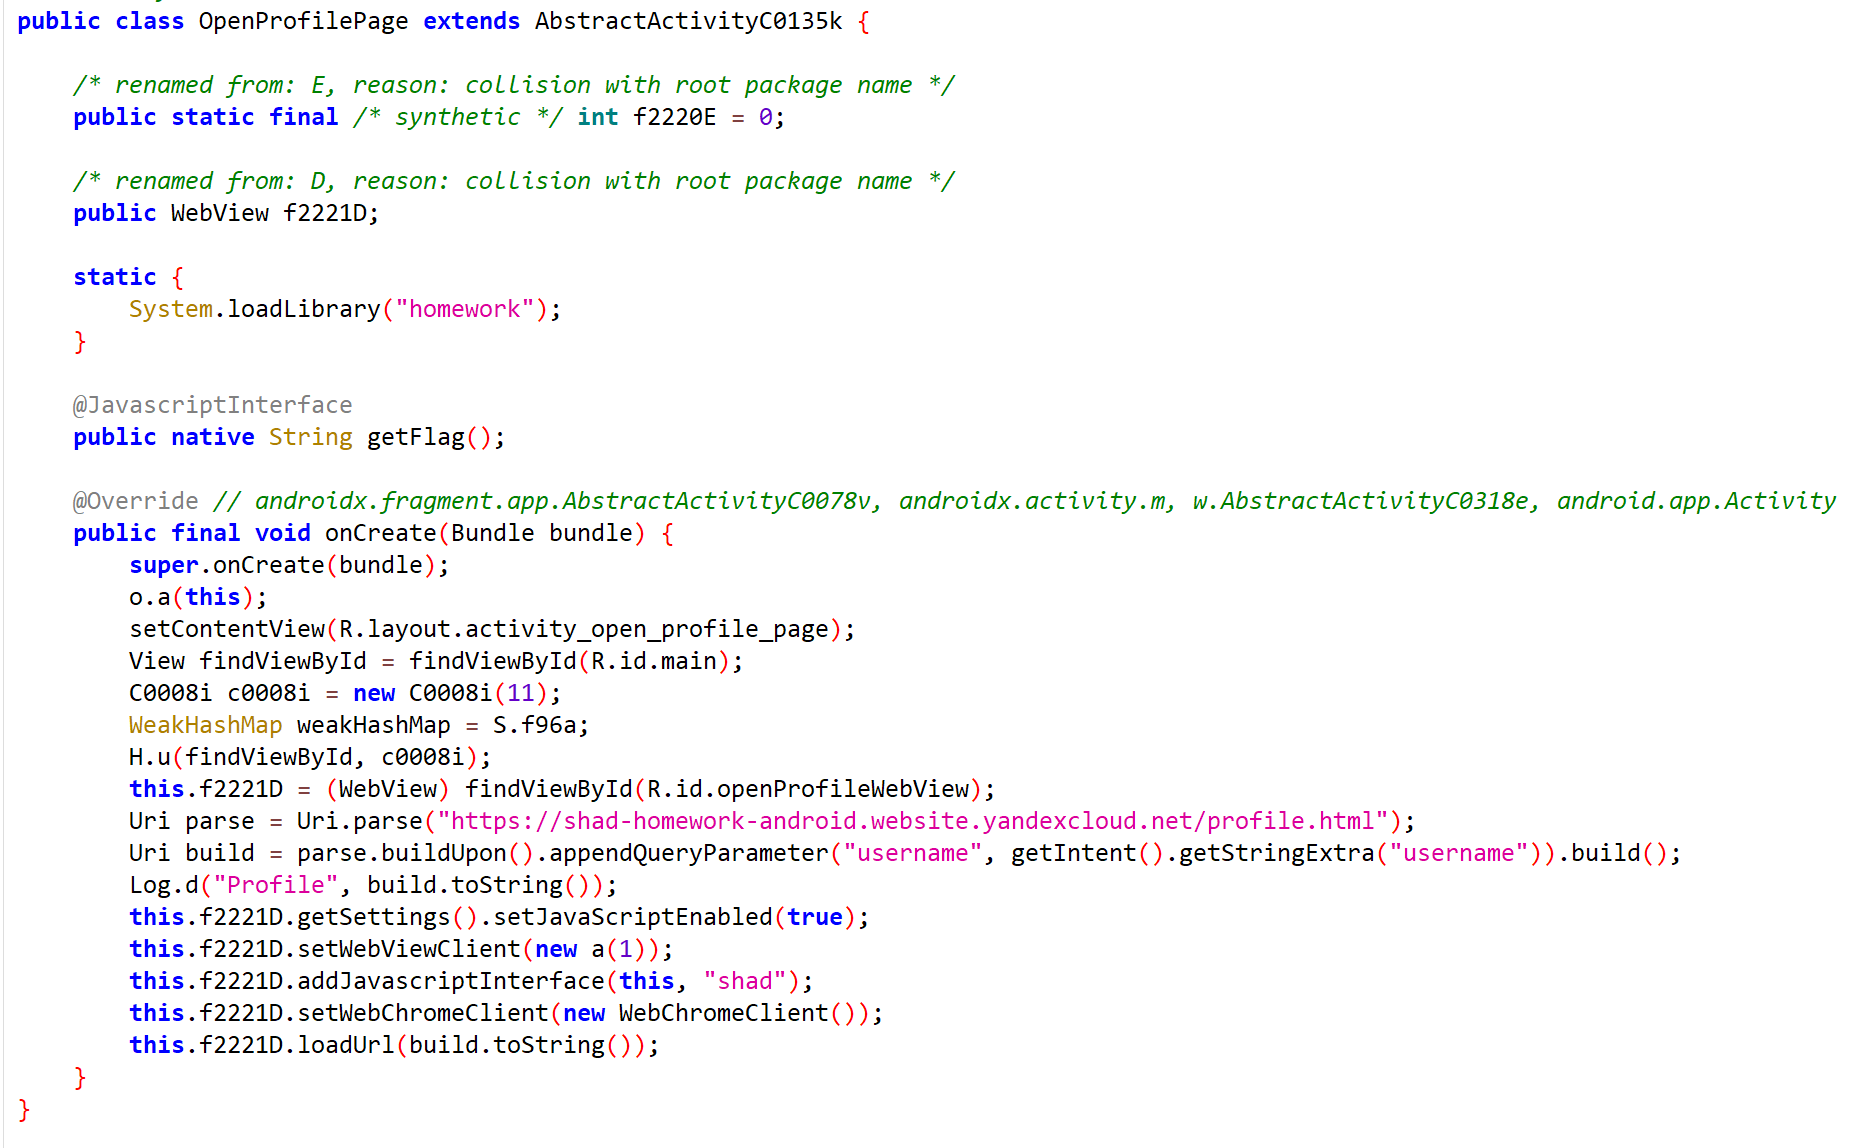 public class OpenProfilePage extends AbstractActivityC0135k {
/* renamed from: E, reason: collision with root package name */
public static final /* synthetic */ int f2220E = 0;
/* renamed from: D, reason: collision with root package name */
public WebView f2221D;
static {
System.loadLibrary("homework");
}
@JavascriptInterface
public native String getFlag();
@Override // androidx.fragment.app.AbstractActivityC0078v, androidx.activity.m, w.AbstractActivityC0318e, android.app.Activity
public final void onCreate(Bundle bundle) {
super.onCreate(bundle);
o.a(this);
setContentView(R.layout.activity_open_profile_page);
View findViewById = findViewById(R.id.main);
C0008i c0008i = new C0008i(11);
WeakHashMap weakHashMap = S.f96a;
H.u(findViewById, c0008i);
this.f2221D = (WebView) findViewById(R.id.openProfileWebView);
Uri parse = Uri.parse("https://shad-homework-android.website.yandexcloud.net/profile.html");
Uri build = parse.buildUpon().appendQueryParameter("username", getIntent().getStringExtra("username")).build();
Log.d("Profile", build.toString());
this.f2221D.getSettings().setJavaScriptEnabled(true);
this.f2221D.setWebViewClient(new a(1));
this.f2221D.addJavascriptInterface(this, "shad");
this.f2221D.setWebChromeClient(new WebChromeClient());
this.f2221D.loadUrl(build.toString());
}
}